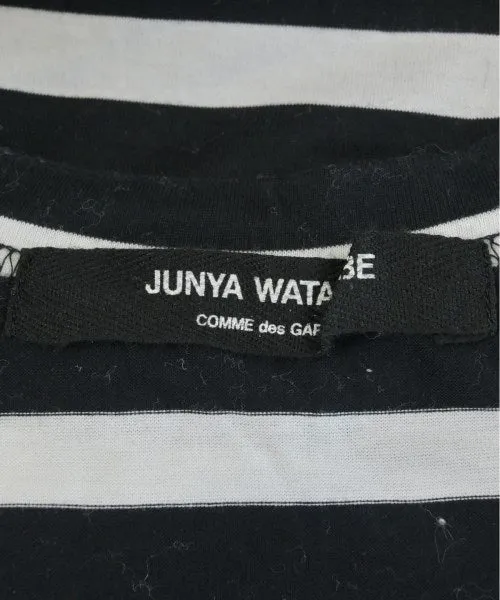 JUNYA WATA BE
COMME des GAR